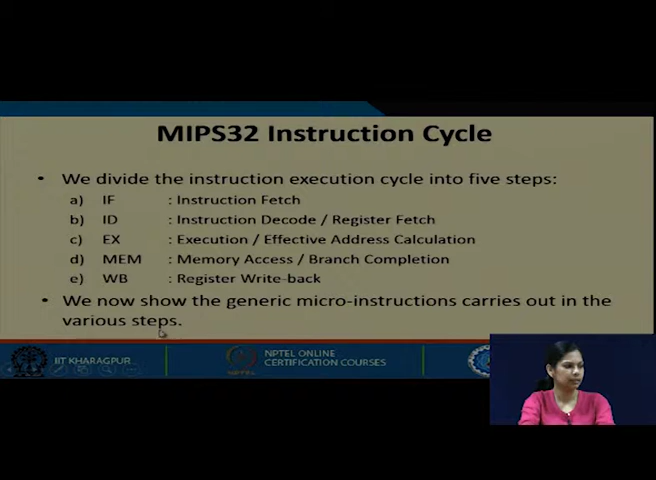 MIPS32 Instruction Cycle
• We divide the instruction execution cycle into five steps:
a) IF : Instruction Fetch
b) ID : Instruction Decode / Register Fetch
c) EX : Execution / Effective Address Calculation
d) MEM : Memory Access / Branch Completion
e) WB : Register Write-back
• We now show the generic micro-instructions carries out in the
various steps.
IIT KHARAGPUR
NPTEL ONLINE
CERTIFICATION COURSES
NPTEL